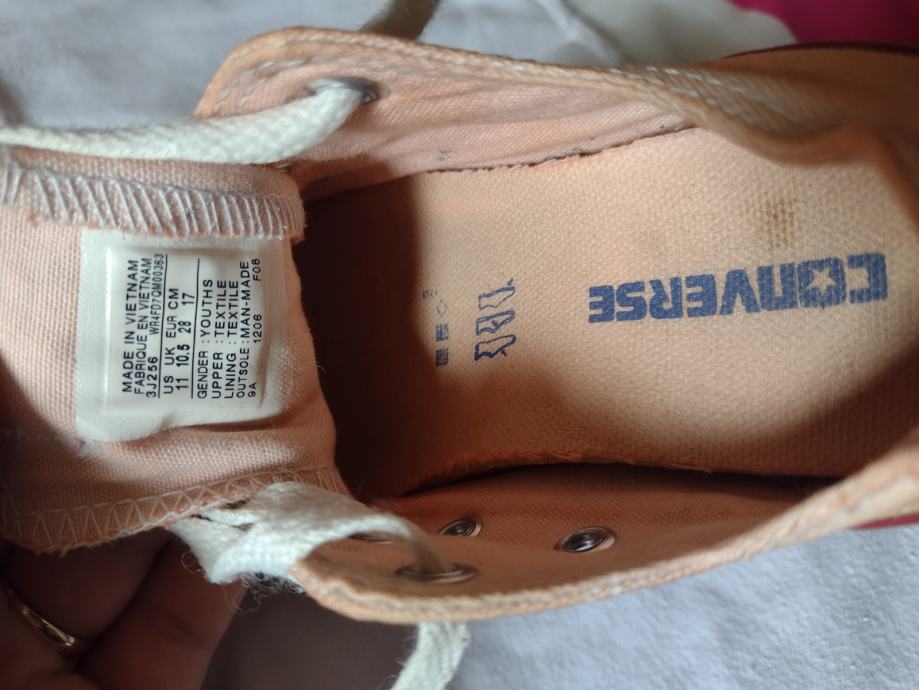 MADE IN VIETNAM
FABRIQUE EN VIETNAM
3J256
US UK EUR CM
11 10.5 28 17
GENDER : YOUTHS
UPPER : TEXTILE
LINING : TEXTILE
OUTSOLE : MAN-MADE
9A 1206 F08
CONVERSE